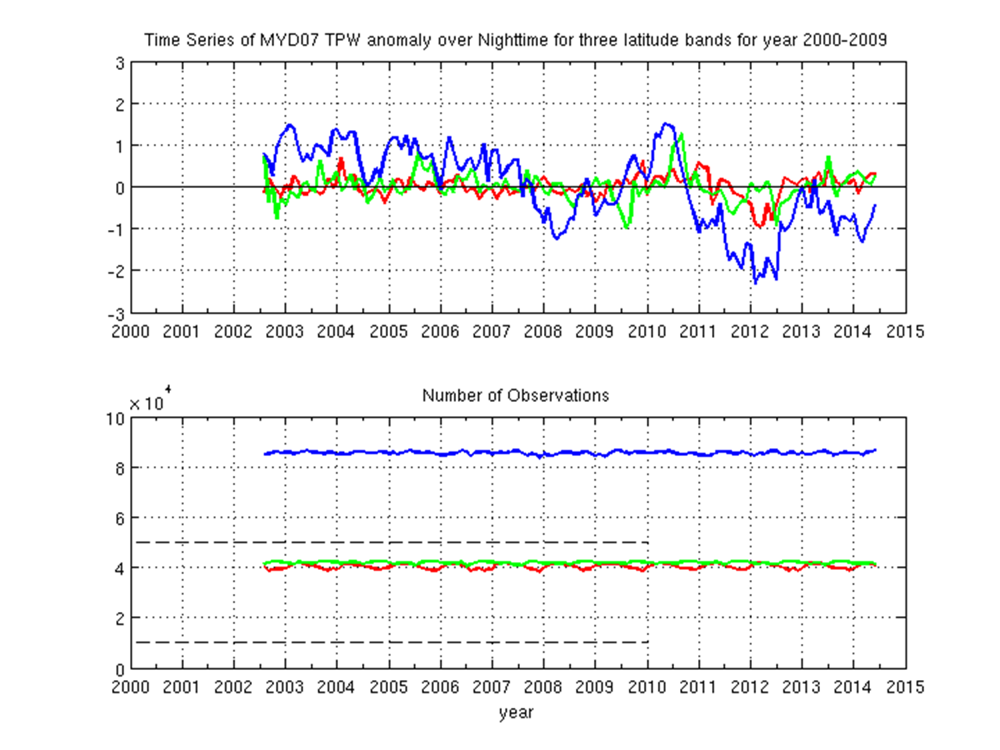 Time Series of MYD07 TPW anomaly over Nighttime for three latitude bands for year 2000-2009
3
2
1
0
-1
-2
-3
2000 2001 2002 2003 2004 2005 2006 2007 2008 2009 2010 2011 2012 2013 2014 2015
Number of Observations
× 10 4
10
8
6
4
2
0
2000 2001 2002 2003 2004 2005 2006 2007 2008 2009 2010 2011 2012 2013 2014 2015
year